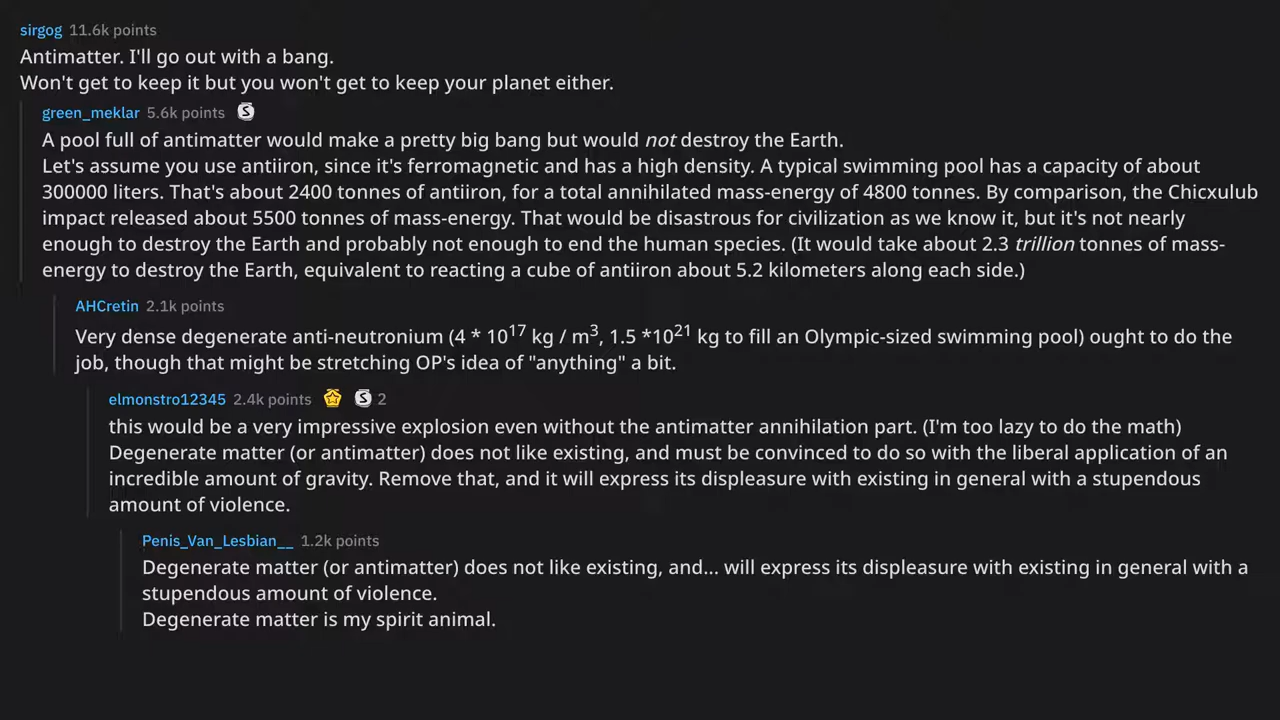 sirgog 11.6k points
Antimatter. I'll go out with a bang.
Won't get to keep it but you won't get to keep your planet either.
green_meklar 5.6k points S
A pool full of antimatter would make a pretty big bang but would not destroy the Earth.
Let's assume you use antiiron, since it's ferromagnetic and has a high density. A typical swimming pool has a capacity of about
300000 liters. That's about 2400 tonnes of antiiron, for a total annihilated mass-energy of 4800 tonnes. By comparison, the Chicxulub
impact released about 5500 tonnes of mass-energy. That would be disastrous for civilization as we know it, but it's not nearly
enough to destroy the Earth and probably not enough to end the human species. (It would take about 2.3 trillion tonnes of mass-
energy to destroy the Earth, equivalent to reacting a cube of antiiron about 5.2 kilometers along each side.)
AHCretin 2.1k points
Very dense degenerate anti-neutronium (4 * 10¹⁷ kg / m³, 1.5 *10²¹ kg to fill an Olympic-sized swimming pool) ought to do the
job, though that might be stretching OP's idea of "anything" a bit.
elmonstro12345 2.4k points S 2
this would be a very impressive explosion even without the antimatter annihilation part. (I'm too lazy to do the math)
Degenerate matter (or antimatter) does not like existing, and must be convinced to do so with the liberal application of an
incredible amount of gravity. Remove that, and it will express its displeasure with existing in general with a stupendous
amount of violence.
Penis_Van_Lesbian__ 1.2k points
Degenerate matter (or antimatter) does not like existing, and... will express its displeasure with existing in general with a
stupendous amount of violence.
Degenerate matter is my spirit animal.